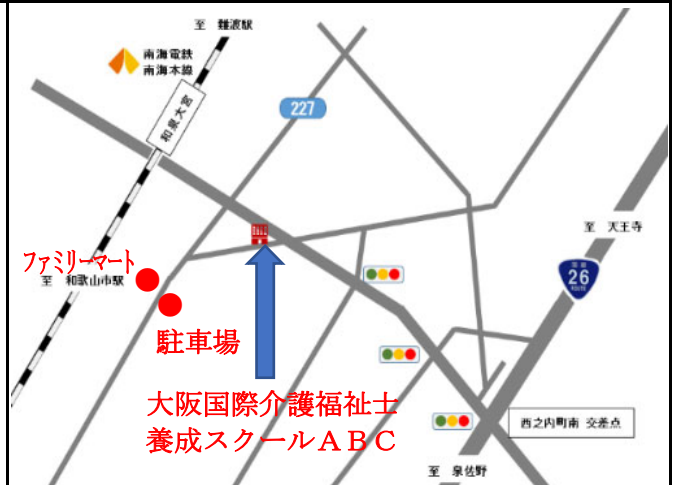 至 難波駅
南海電鉄
南海本線
和泉大宮
227
ファミリーマート
至 和歌山市駅
駐車場
至 天王寺
国道
26
ROUTE
大阪国際介護福祉士
養成スクールＡＢＣ
西之内町南 交差点
至 泉佐野